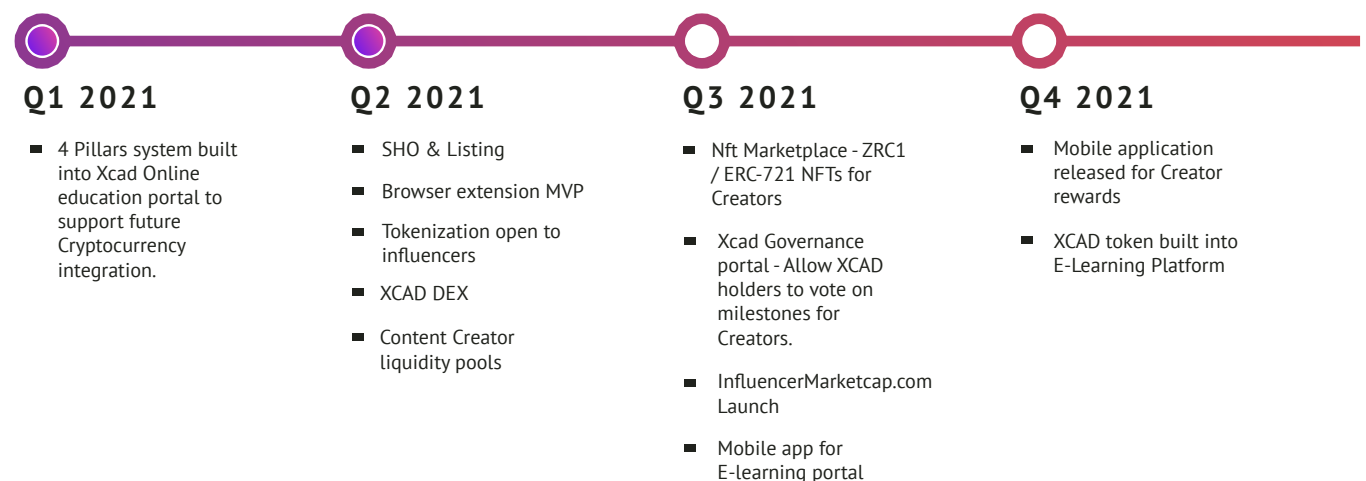 Q1 2021
4 Pillars system built
into Xcad Online
education portal to
support future
Cryptocurrency
integration.
Q2 2021
SHO & Listing
Browser extension MVP
Tokenization open to
influencers
XCAD DEX
Content Creator
liquidity pools
Q3 2021
Nft Marketplace - ZRC1
/ ERC-721 NFTs for
Creators
Xcad Governance
portal - Allow XCAD
holders to vote on
milestones for
Creators.
InfluencerMarketcap.com
Launch
Mobile app for
E-learning portal
Q4 2021
Mobile application
released for Creator
rewards
XCAD token built into
E-Learning Platform